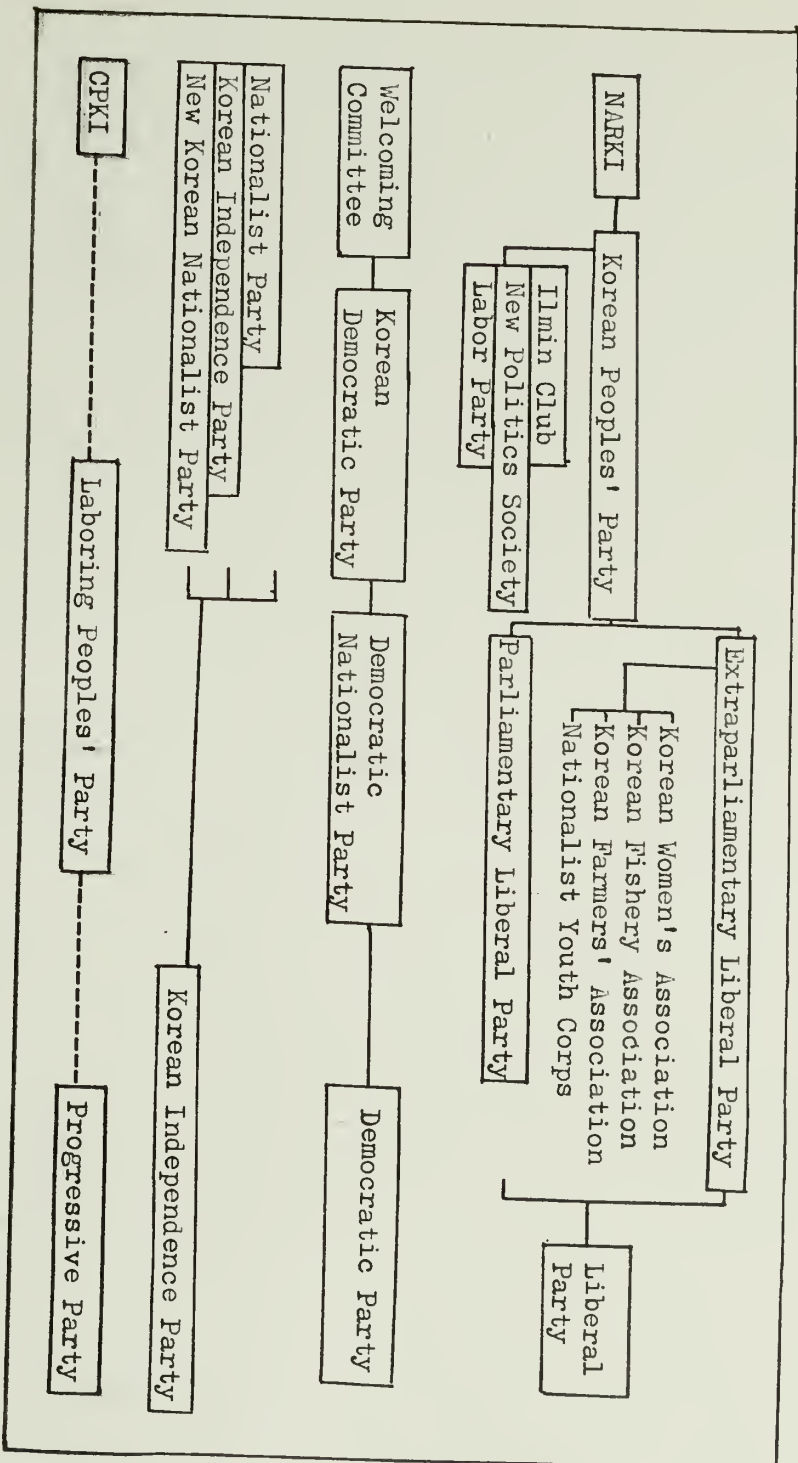 NARKI
Korean Peoples' Party
Ilmin Club
New Politics Society
Labor Party
Extraparliamentary Liberal Party
Korean Women's Association
Korean Fishery Association
Korean Farmers' Association
Nationalist Youth Corps
Parliamentary Liberal Party
Liberal
Party
Welcoming
Committee
Korean
Democratic Party
Democratic
Nationalist Party
Democratic Party
Nationalist Party
Korean Independence Party
New Korean Nationalist Party
Korean Independence Party
CPKI
Laboring Peoples' Party
Progressive Party